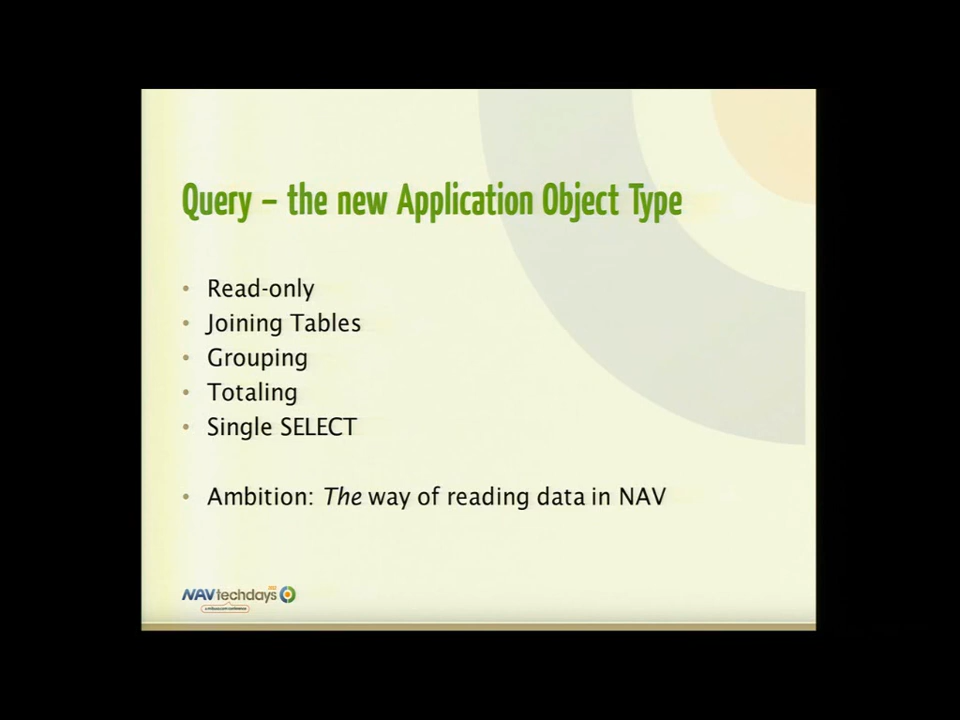 Query – the new Application Object Type
• Read-only
• Joining Tables
• Grouping
• Totaling
• Single SELECT
• Ambition: The way of reading data in NAV
NAVtechdays